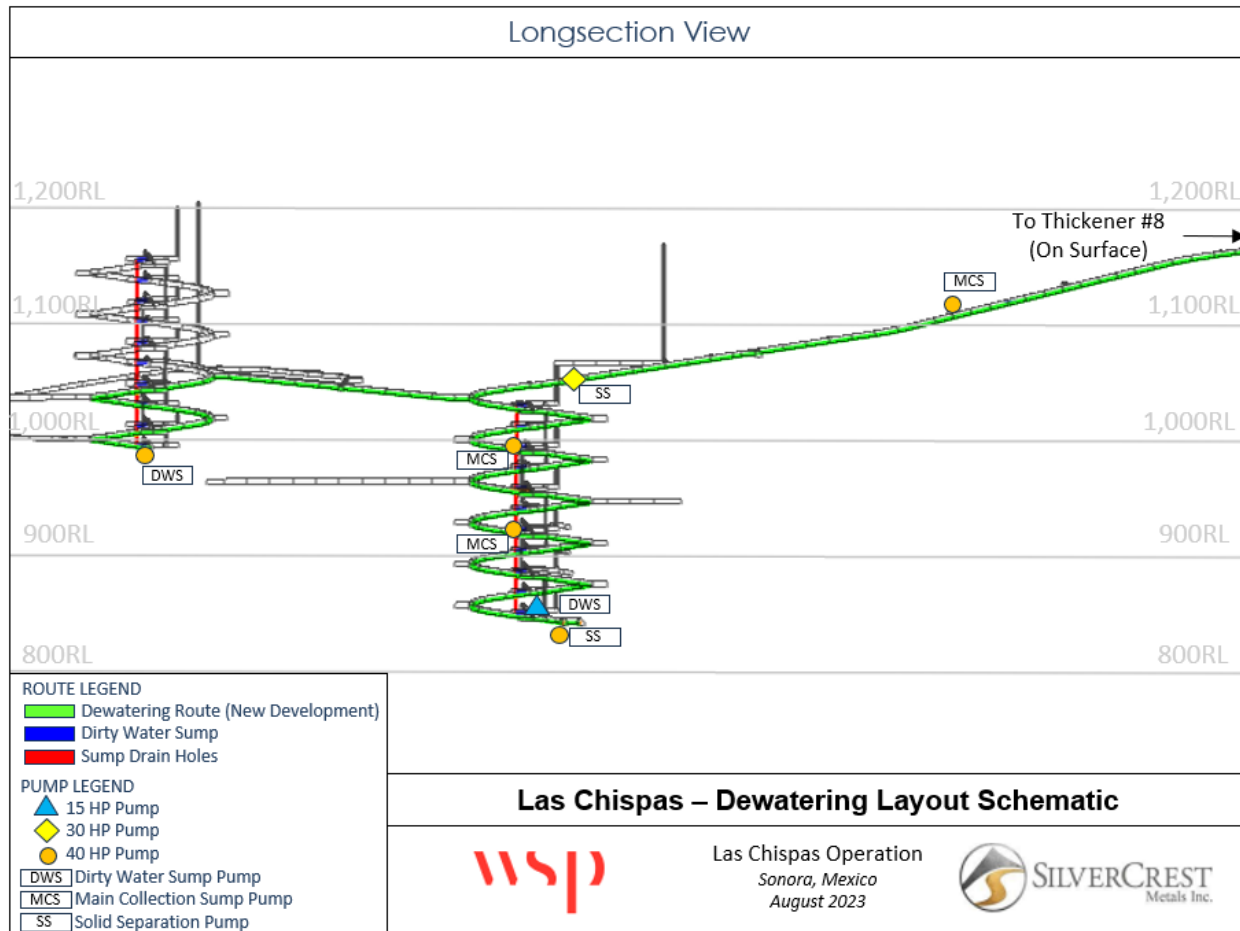 Longsection View
1,200RL
1,200RL
To Thickener #8
(On Surface)
MCS
1,100RL
1,100RL
SS
1,000RL
1,000RL
MCS
DWS
900RL
MCS
900RL
DWS
SS
800RL
800RL
ROUTE LEGEND
Dewatering Route (New Development)
Dirty Water Sump
Sump Drain Holes
PUMP LEGEND
15 HP Pump
30 HP Pump
40 HP Pump
DWS Dirty Water Sump Pump
MCS Main Collection Sump Pump
SS Solid Separation Pump
Las Chispas – Dewatering Layout Schematic
wsp
Las Chispas Operation
Sonora, Mexico
August 2023
SILVERCREST
Metals Inc.